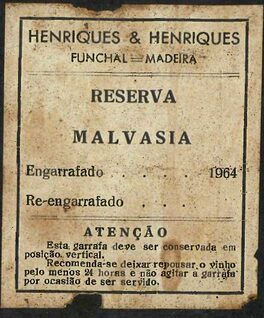 HENRIQUES & HENRIQUES
FUNCHAL = MADEIRA
RESERVA
MALVASIA
Engarrafado . . . 1964
Re-engarrafado . . .
ATENÇÃO
Esta garrafa deve ser conservada em
posição vertical.
Recomenda-se deixar repousar o vinho
pelo menos 24 horas e não agitar a garrafa
por ocasião de ser servido.